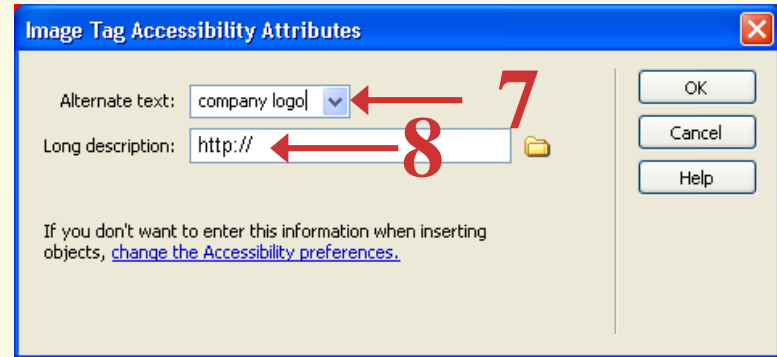 Image Tag Accessibility Attributes
Alternate text: company logo 7
Long description: http:// 8
OK
Cancel
Help
If you don't want to enter this information when inserting
objects, change the Accessibility preferences.